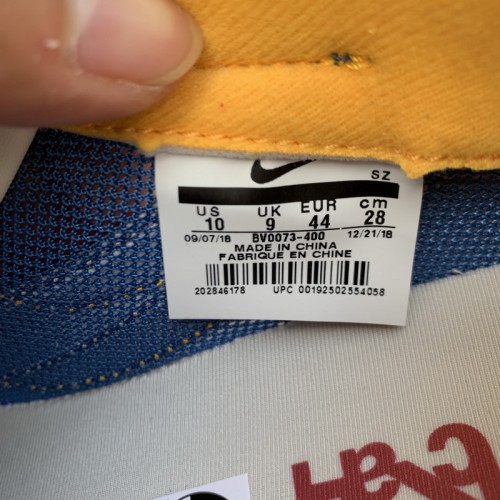 SZ
US UK EUR cm
10 9 44 28
09/07/18 BV0073-400 12/21/18
MADE IN CHINA
FABRIQUE EN CHINE
202846178 UPC 00192502554058